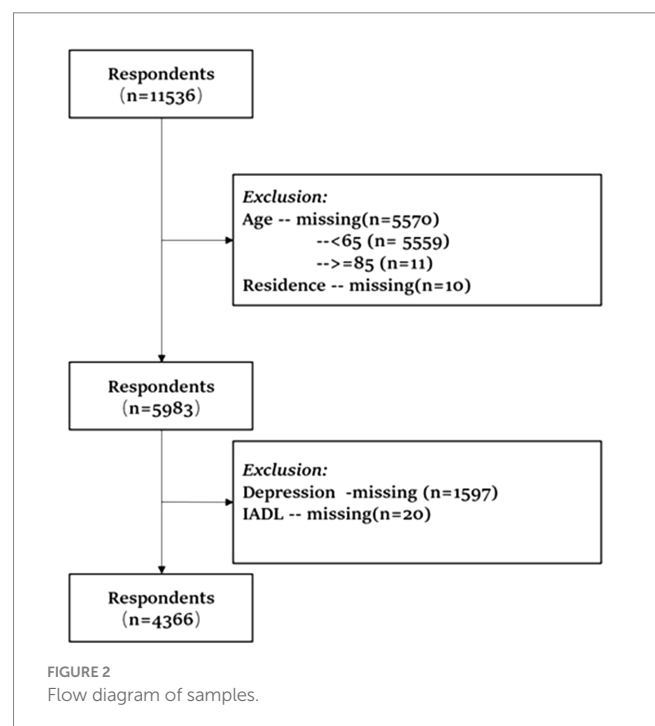 Respondents
(n=11536)
Exclusion:
Age -- missing(n=5570)
--<65 (n= 5559)
-->=85 (n=11)
Residence -- missing(n=10)
Respondents
(n=5983)
Exclusion:
Depression -missing (n=1597)
IADL -- missing(n=20)
Respondents
(n=4366)
FIGURE 2
Flow diagram of samples.